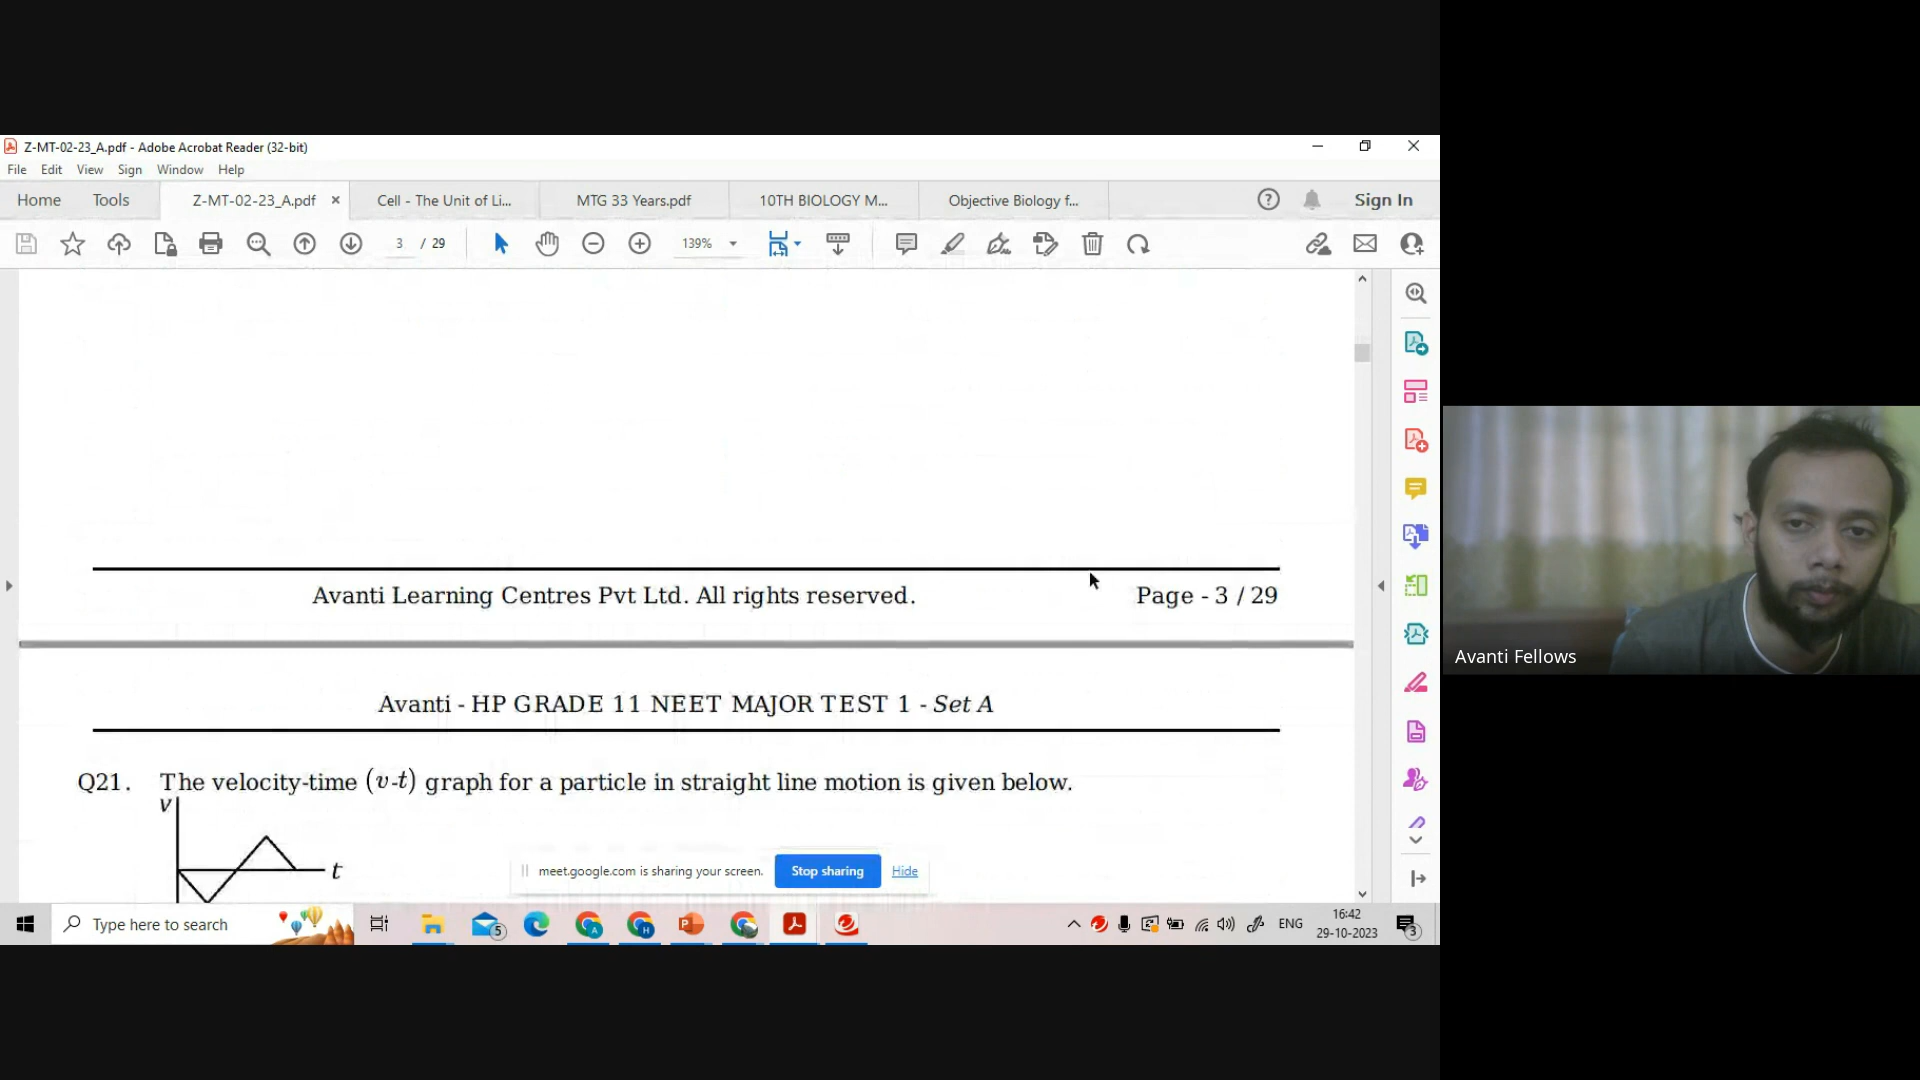 Z-MT-02-23_A.pdf - Adobe Acrobat Reader (32-bit)
File Edit View Sign Window Help
Home Tools Z-MT-02-23_A.pdf × Cell - The Unit of Li... MTG 33 Years.pdf 10TH BIOLOGY M... Objective Biology f... Sign In
3 / 29 139%
Avanti Learning Centres Pvt Ltd. All rights reserved. Page - 3 / 29
Avanti - HP GRADE 11 NEET MAJOR TEST 1 - Set A
Q21. The velocity-time (v-t) graph for a particle in straight line motion is given below.
v
t
meet.google.com is sharing your screen. Stop sharing Hide
Type here to search 5 A H ENG 16:42
29-10-2023 3
Avanti Fellows